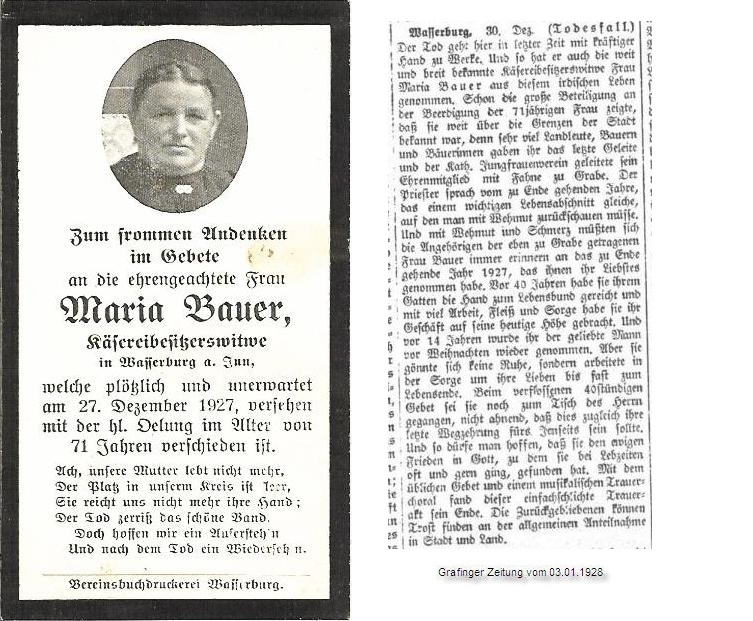 Zum frommen Andenken
im Gebete
an die ehrengeachtete Frau
Maria Bauer,
Käsereibesitzerswitwe
in Wasserburg a. Inn,
welche plötzlich und unerwartet
am 27. Dezember 1927, versehen
mit der hl. Oelung im Alter von
71 Jahren verschieden ist.
Ach, unsere Mutter lebt nicht mehr,
Der Platz in unserm Kreis ist leer,
Sie reicht uns nicht mehr ihre Hand;
Der Tod zerriß das schöne Band.
Doch hoffen wir ein Aufersteh'n
Und nach dem Tod ein Wiederseh n.
Vereinsbuchdruckerei Wasserburg.
Wasserburg, 30. Dez. (Todesfall.)
Der Tod geht hier in letzter Zeit mit kräftiger
Hand zu Werke. Und so hat er auch die weit
und breit bekannte Käsereibesitzerswitwe Frau
Maria Bauer aus diesem irdischen Leben
genommen. Schon die große Beteiligung an
der Beerdigung der 71jährigen Frau zeigte,
daß sie weit über die Grenzen der Stadt
bekannt war, denn sehr viel Landleute, Bauern
und Bäuerinnen gaben ihr das letzte Geleite
und der Kath. Jungfrauenverein geleitete sein
Ehrenmitglied mit Fahne zu Grabe. Der
Priester sprach vom zu Ende gehenden Jahre,
das einem wichtigen Lebensabschnitt gleiche,
auf den man mit Wehmut zurückschauen müsse.
Und mit Wehmut und Schmerz müßten sich
die Angehörigen der eben zu Grabe getragenen
Frau Bauer immer erinnern an das zu Ende
gehende Jahr 1927, das ihnen ihr Liebstes
genommen habe. Vor 40 Jahren habe sie ihrem
Gatten die Hand zum Lebensbund gereicht und
mit viel Arbeit, Fleiß und Sorge habe sie ihr
Geschäft auf seine heutige Höhe gebracht. Und
vor 14 Jahren wurde ihr der geliebte Mann
vor Weihnachten wieder genommen. Aber sie
gönnte sich keine Ruhe, sondern arbeitete in
der Sorge um ihre Lieben bis fast zum
Lebensende. Beim verflossenen 40stündigen
Gebet sei sie noch zum Tisch des Herrn
gegangen, nicht ahnend, daß dies zugleich ihre
letzte Wegzehrung fürs Jenseits sein sollte.
Und so dürfe man hoffen, daß sie den ewigen
Frieden in Gott, zu dem sie bei Lebzeiten
oft und gern ging, gefunden hat. Mit dem
üblichen Gebet und einem musikalischen Trauer-
choral fand dieser einfachschlichte Trauer-
akt sein Ende. Die Zurückgebliebenen können
Trost finden an der allgemeinen Anteilnahme
in Stadt und Land.
Grafinger Zeitung vom 03.01.1928